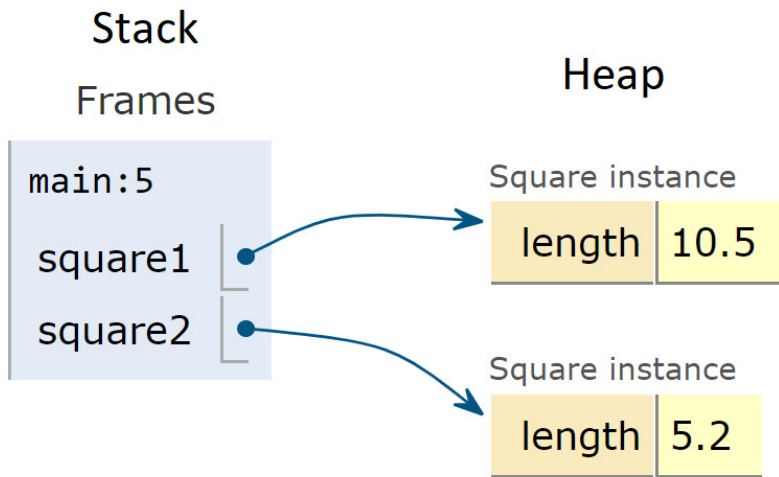 Stack
Frames
main:5
square1
square2
Heap
Square instance
length 10.5
Square instance
length 5.2